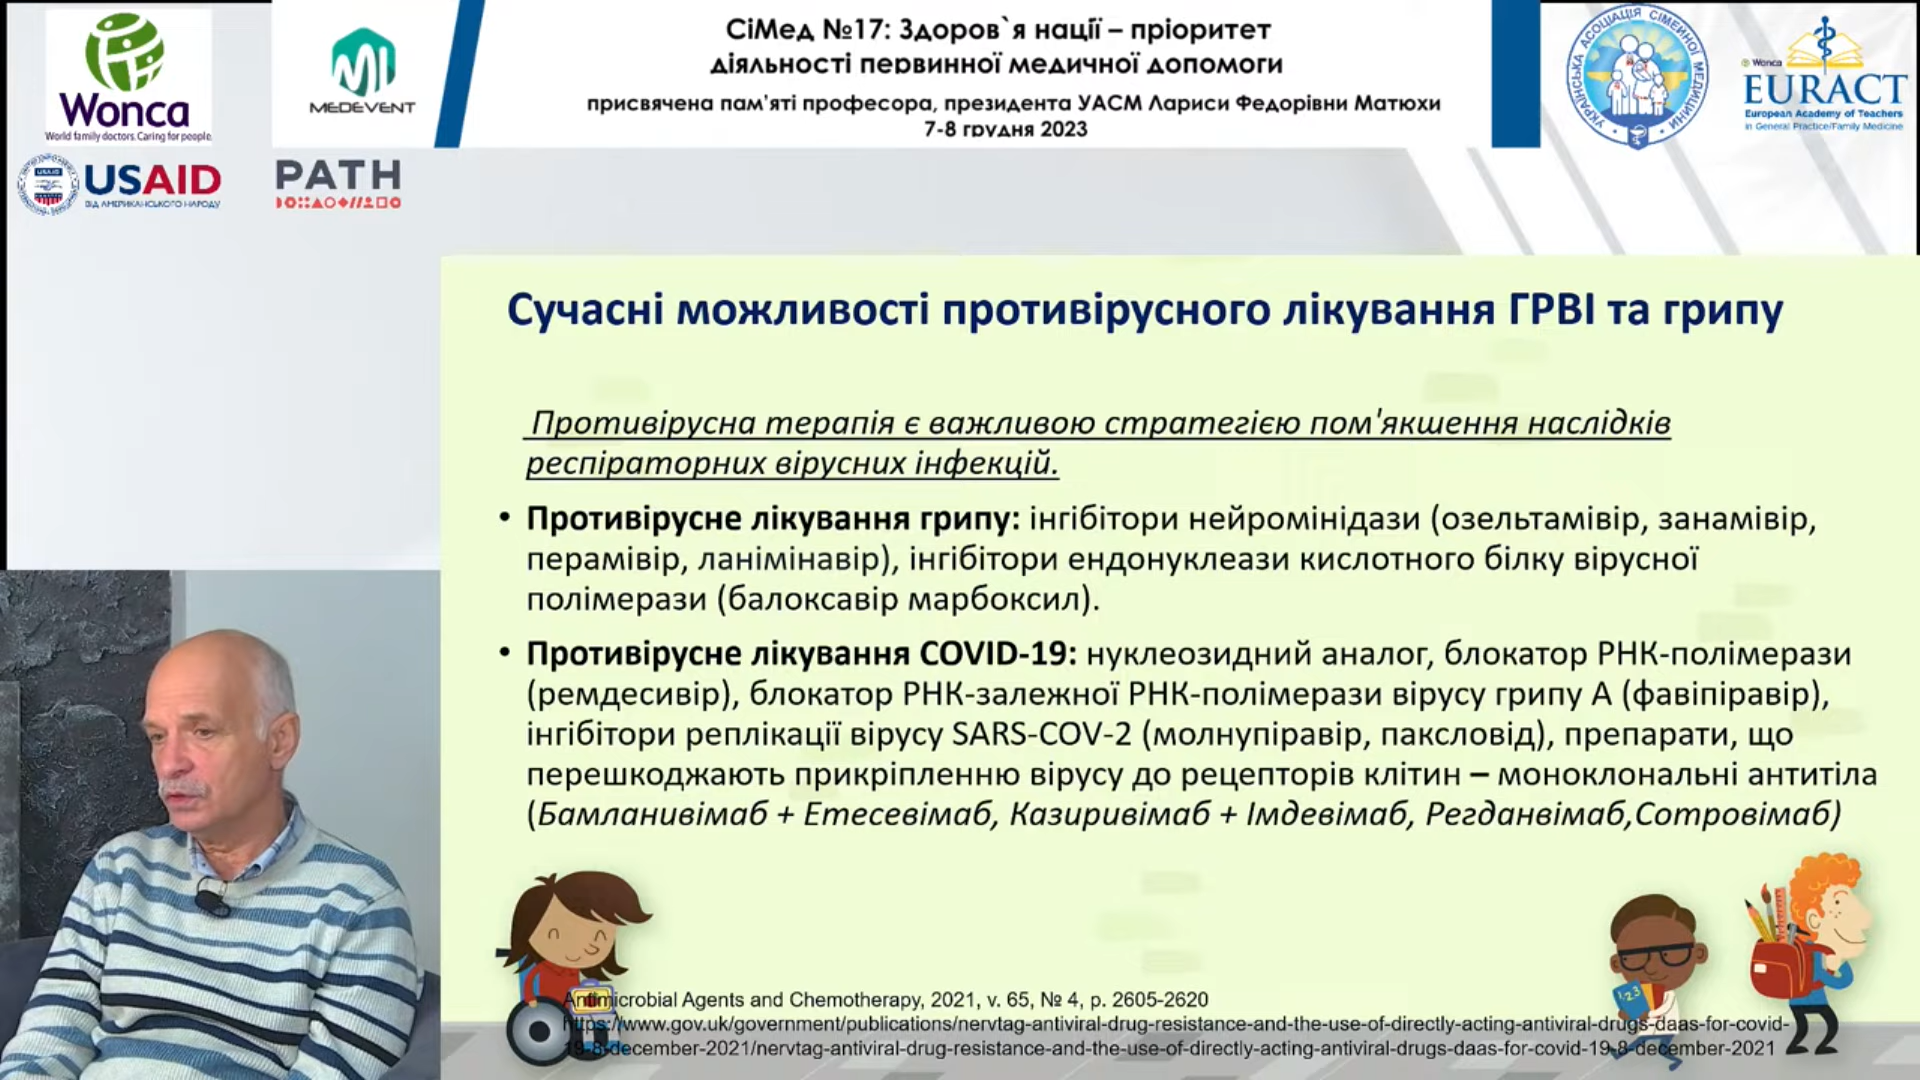 Wonca
World family doctors. Caring for people.
MEDEVENT
СіМед №17: Здоров`я нації – пріоритет
діяльності первинної медичної допомоги
присвячена пам’яті професора, президента УАСМ Лариси Федорівни Матюхи
7-8 грудня 2023
УКРАЇНСЬКА АСОЦІАЦІЯ СІМЕЙНОЇ МЕДИЦИНИ
Wonca
EURACT
European Academy of Teachers
in General Practice/Family Medicine
USAID
USAID
ВІД АМЕРИКАНСЬКОГО НАРОДУ
PATH
Сучасні можливості противірусного лікування ГРВІ та грипу
Противірусна терапія є важливою стратегією пом'якшення наслідків
респіраторних вірусних інфекцій.
• Противірусне лікування грипу: інгібітори нейромінідази (озельтамівір, занамівір,
перамівір, ланімінавір), інгібітори ендонуклеази кислотного білку вірусної
полімерази (балоксавір марбоксил).
• Противірусне лікування COVID-19: нуклеозидний аналог, блокатор РНК-полімерази
(ремдесивір), блокатор РНК-залежної РНК-полімерази вірусу грипу А (фавіпіравір),
інгібітори реплікації вірусу SARS-COV-2 (молнупіравір, паксловід), препарати, що
перешкоджають прикріпленню вірусу до рецепторів клітин – моноклональні антитіла
(Бамланивімаб + Етесевімаб, Казиривімаб + Імдевімаб, Регданвімаб,Сотровімаб)
123
Antimicrobial Agents and Chemotherapy, 2021, v. 65, № 4, p. 2605-2620
https://www.gov.uk/government/publications/nervtag-antiviral-drug-resistance-and-the-use-of-directly-acting-antiviral-drugs-daas-for-covid-
19-8-december-2021/nervtag-antiviral-drug-resistance-and-the-use-of-directly-acting-antiviral-drugs-daas-for-covid-19-8-december-2021